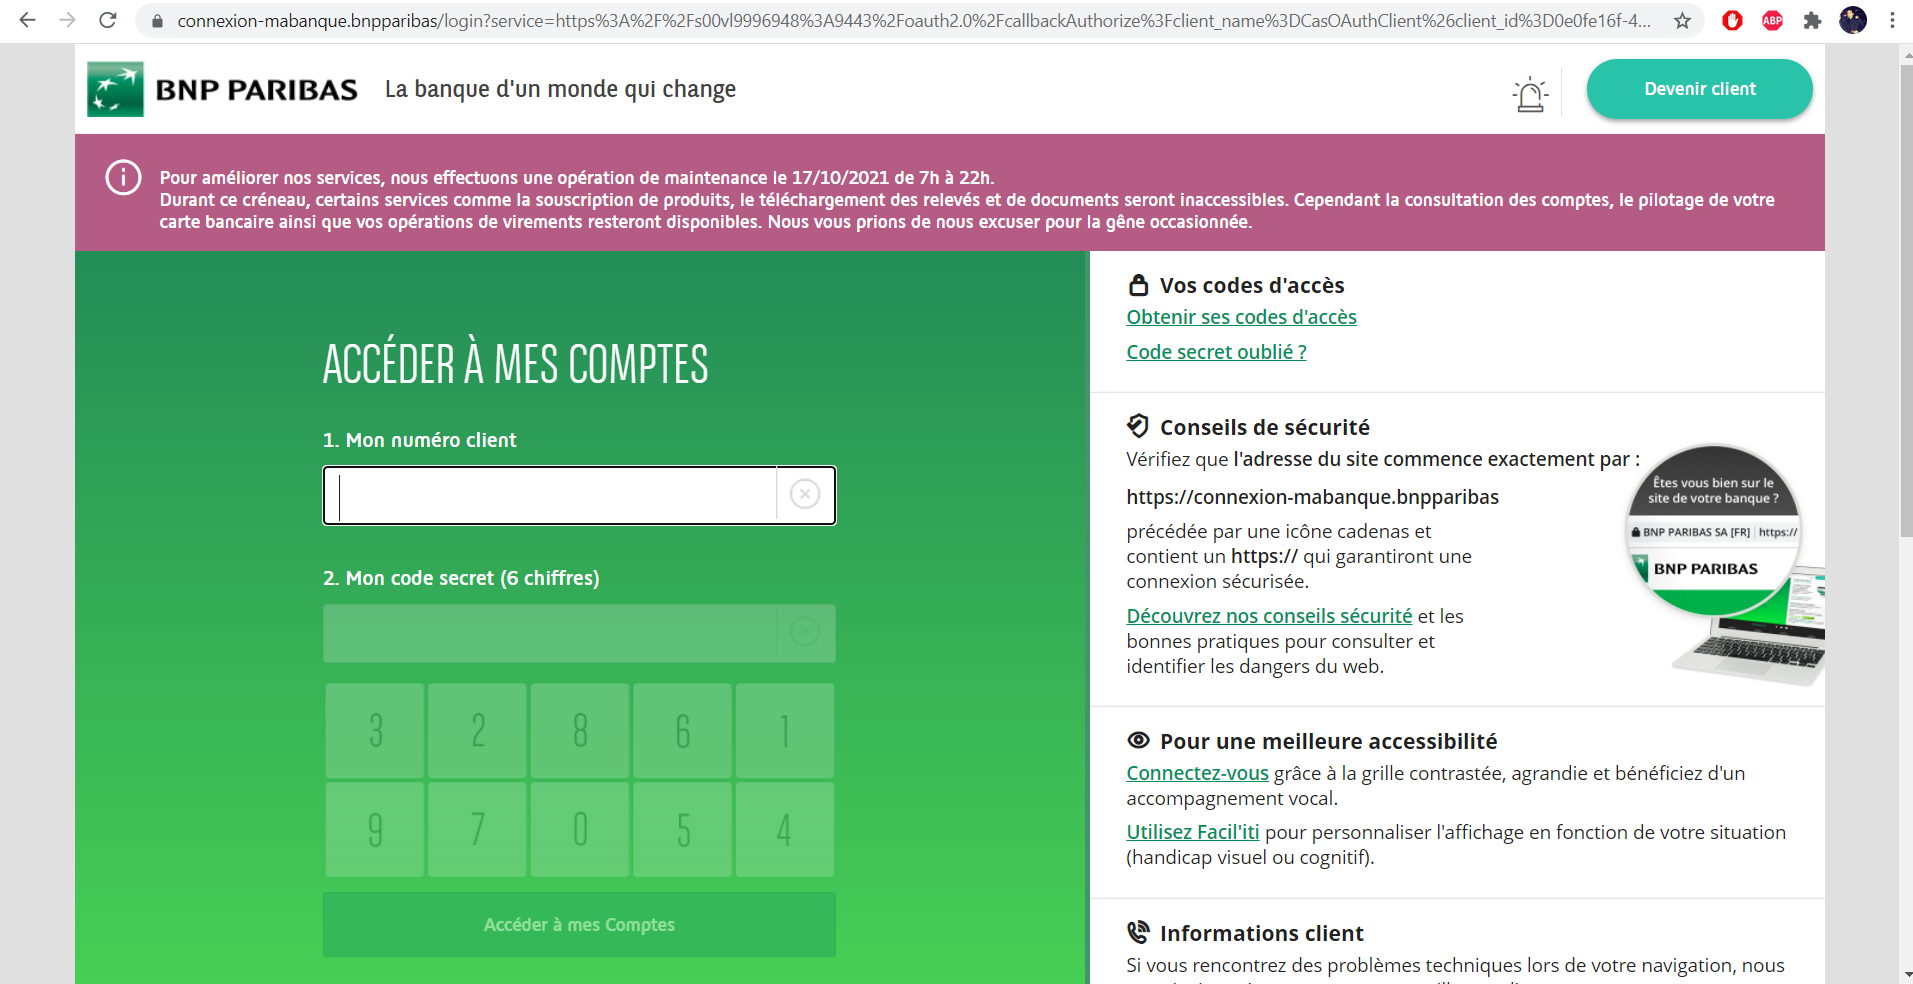 connexion-mabanque.bnpparibas/login?service=https%3A%2F%2Fs00vl9996948%3A9443%2Foauth2.0%2FcallbackAuthorize%3Fclient_name%3DCasOAuthClient%26client_id%3D0e0fe16f-4...
ABP
BNP PARIBAS
La banque d'un monde qui change
Devenir client
Pour améliorer nos services, nous effectuons une opération de maintenance le 17/10/2021 de 7h à 22h.
Durant ce créneau, certains services comme la souscription de produits, le téléchargement des relevés et de documents seront inaccessibles. Cependant la consultation des comptes, le pilotage de votre
carte bancaire ainsi que vos opérations de virements resteront disponibles. Nous vous prions de nous excuser pour la gêne occasionnée.
ACCÉDER À MES COMPTES
1. Mon numéro client
2. Mon code secret (6 chiffres)
3 2 8 6 1
9 7 0 5 4
Accéder à mes Comptes
Vos codes d'accès
Obtenir ses codes d'accès
Code secret oublié ?
Conseils de sécurité
Vérifiez que l'adresse du site commence exactement par :
https://connexion-mabanque.bnpparibas
précédée par une icône cadenas et
contient un https:// qui garantiront une
connexion sécurisée.
Découvrez nos conseils sécurité et les
bonnes pratiques pour consulter et
identifier les dangers du web.
Êtes vous bien sur le
site de votre banque ?
BNP PARIBAS SA [FR] https://
BNP PARIBAS
Pour une meilleure accessibilité
Connectez-vous grâce à la grille contrastée, agrandie et bénéficiez d'un
accompagnement vocal.
Utilisez Facil'iti pour personnaliser l'affichage en fonction de votre situation
(handicap visuel ou cognitif).
Informations client
Si vous rencontrez des problèmes techniques lors de votre navigation, nous